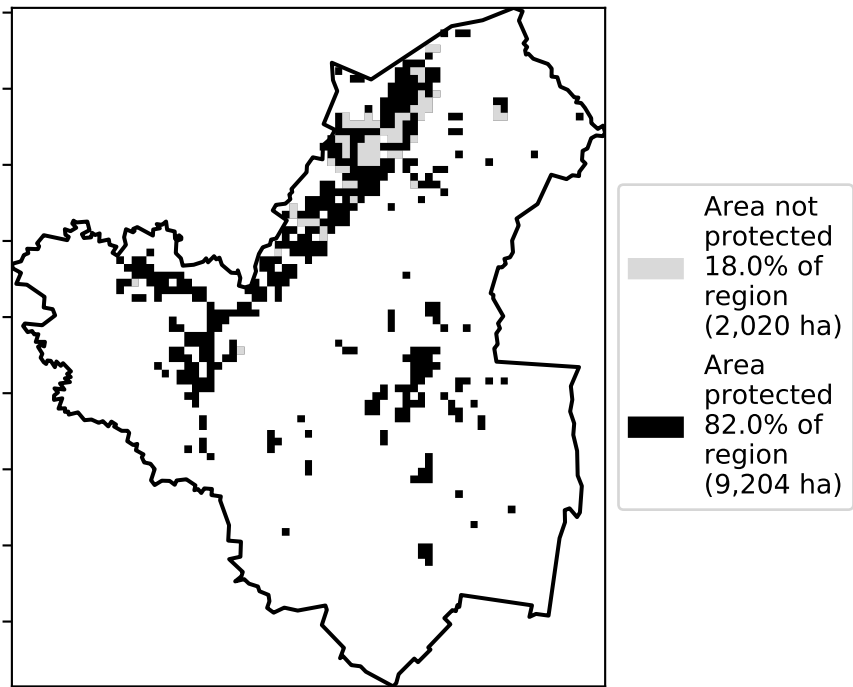 Area not
protected
18.0% of
region
(2,020 ha)
Area
protected
82.0% of
region
(9,204 ha)